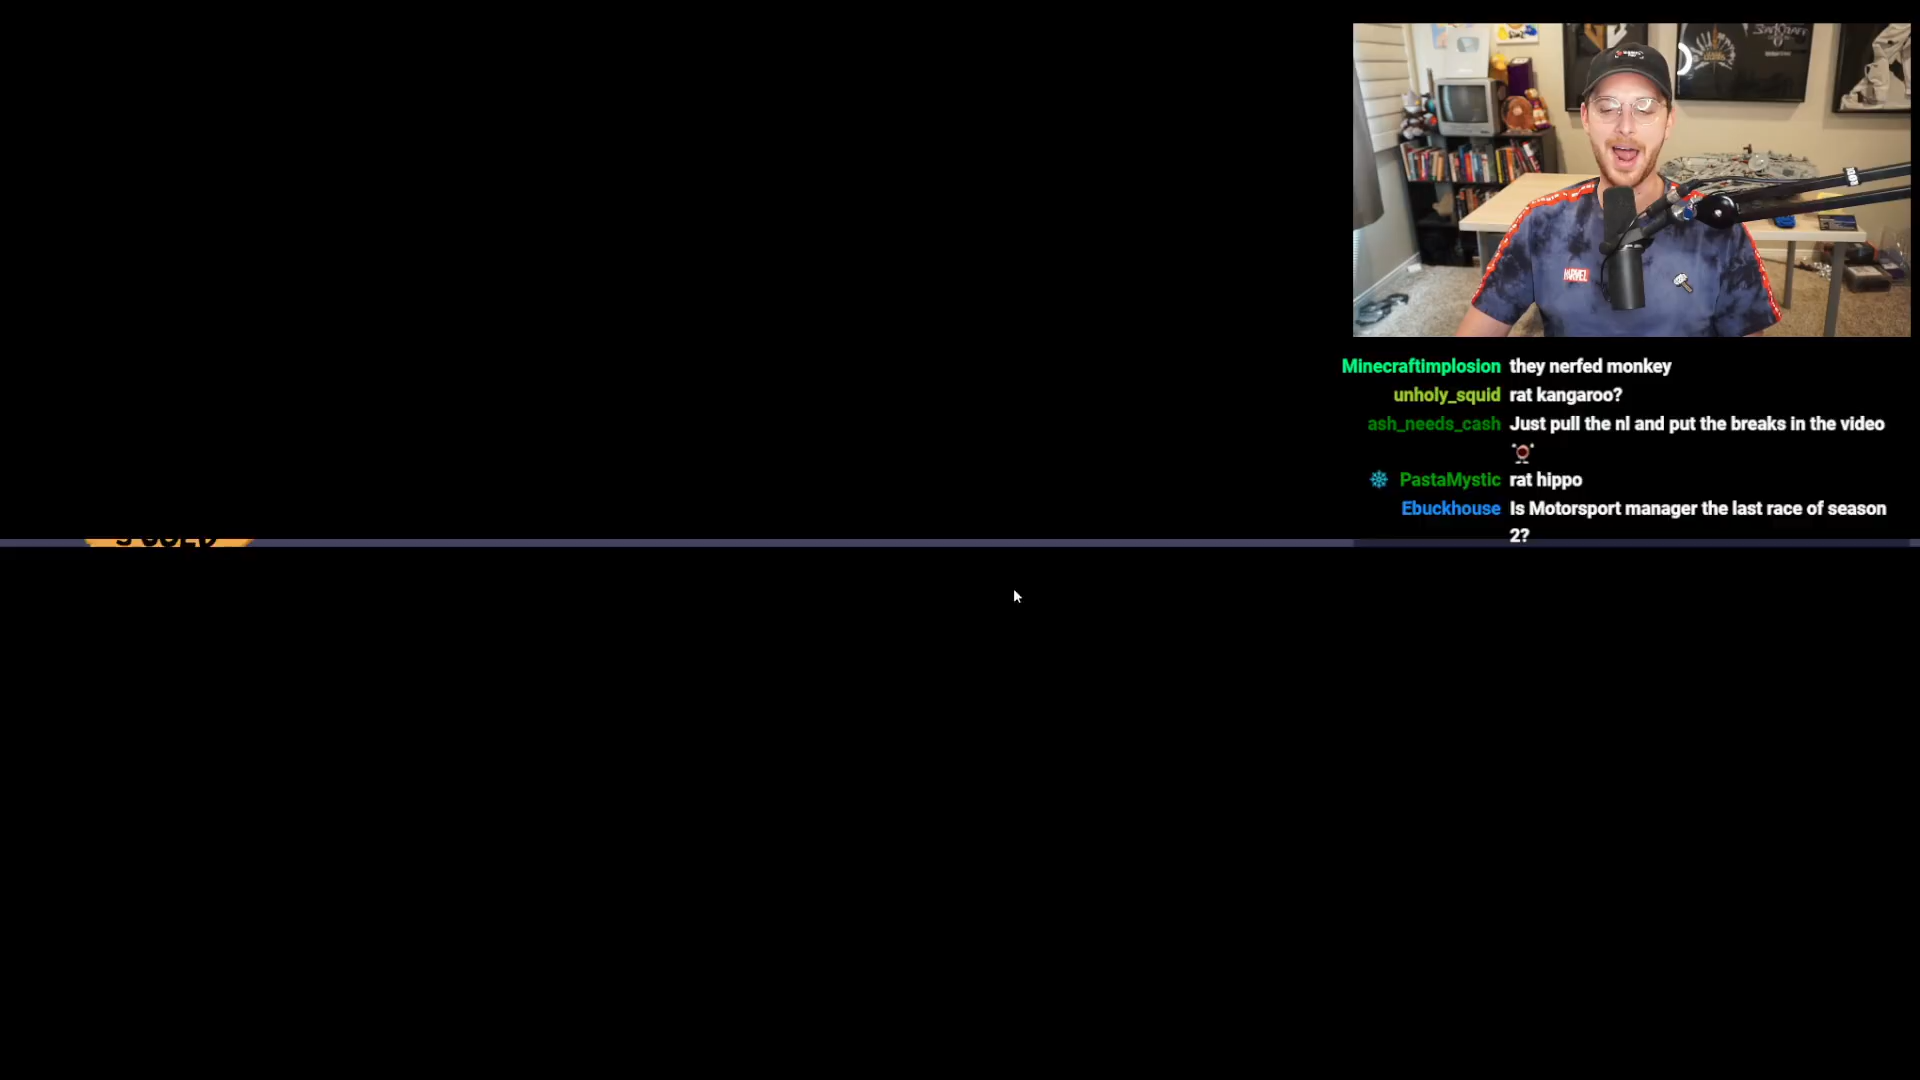 MARVEL
Minecraftimplosion they nerfed monkey
unholy_squid rat kangaroo?
ash_needs_cash Just pull the nl and put the breaks in the video
PastaMystic rat hippo
Ebuckhouse Is Motorsport manager the last race of season
2?